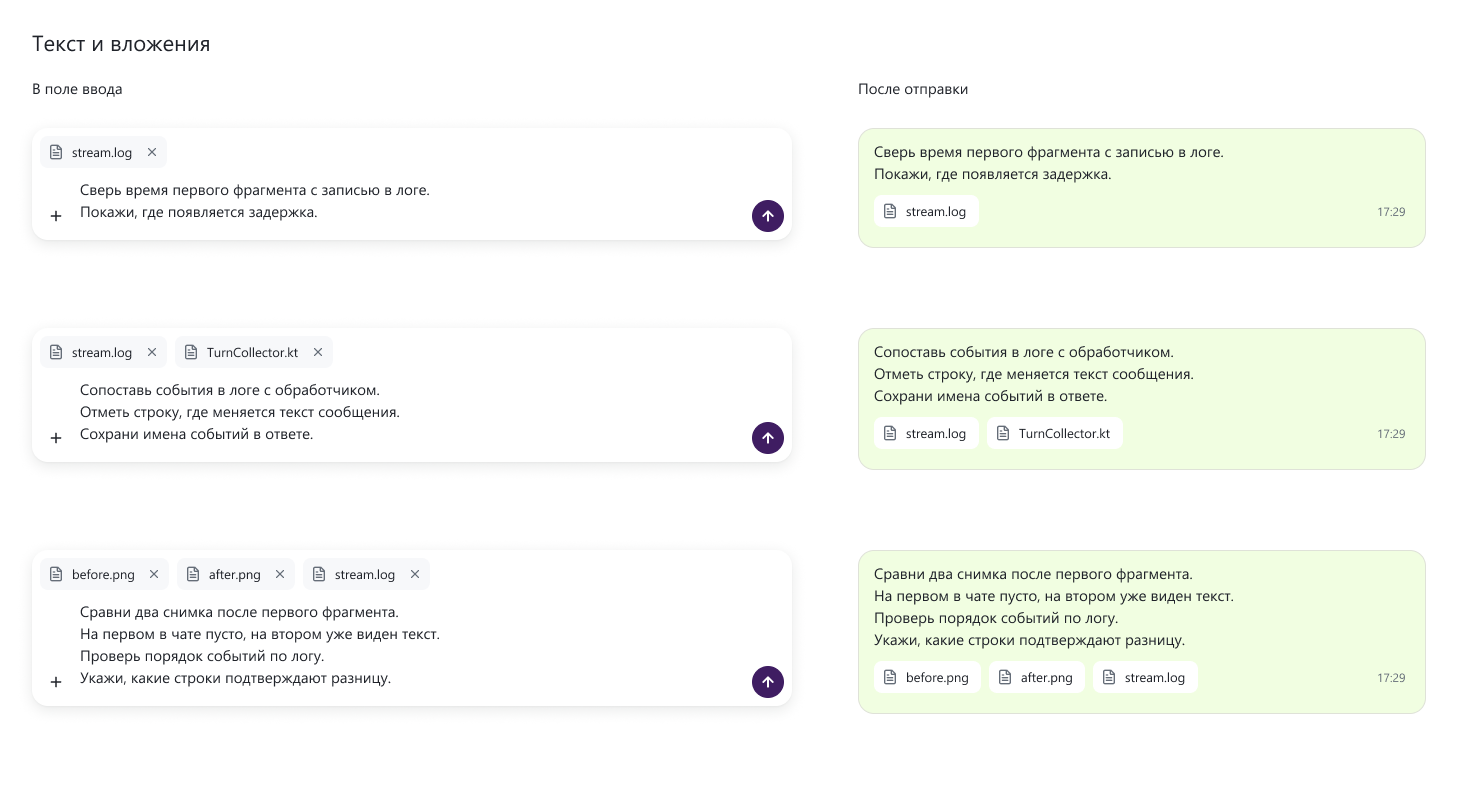 Текст и вложения
В поле ввода
После отправки
stream.log
Сверь время первого фрагмента с записью в логе.
Покажи, где появляется задержка.
Сверь время первого фрагмента с записью в логе.
Покажи, где появляется задержка.
stream.log
17:29
stream.log TurnCollector.kt
Сопоставь события в логе с обработчиком.
Отметь строку, где меняется текст сообщения.
Сохрани имена событий в ответе.
Сопоставь события в логе с обработчиком.
Отметь строку, где меняется текст сообщения.
Сохрани имена событий в ответе.
stream.log TurnCollector.kt
17:29
before.png after.png stream.log
Сравни два снимка после первого фрагмента.
На первом в чате пусто, на втором уже виден текст.
Проверь порядок событий по логу.
Укажи, какие строки подтверждают разницу.
Сравни два снимка после первого фрагмента.
На первом в чате пусто, на втором уже виден текст.
Проверь порядок событий по логу.
Укажи, какие строки подтверждают разницу.
before.png after.png stream.log
17:29